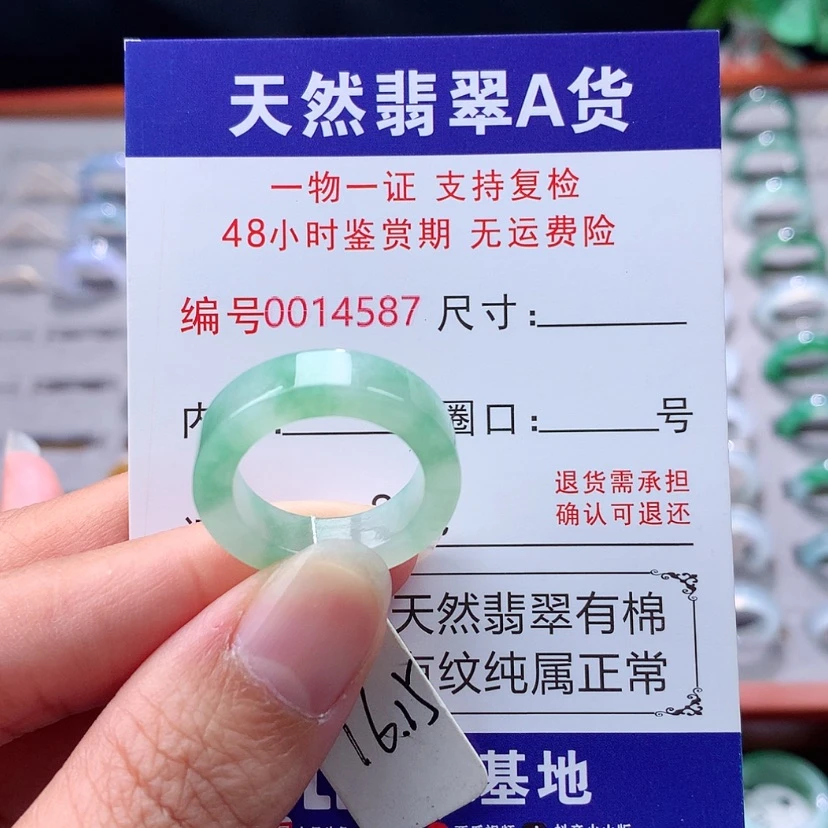 天然翡翠A货
一物一证 支持复检
48小时鉴赏期 无运费险
编号0014587 尺寸:
内 圈口: 号
退货需承担
确认可退还
天然翡翠有棉
纹纯属正常
16.15
基地